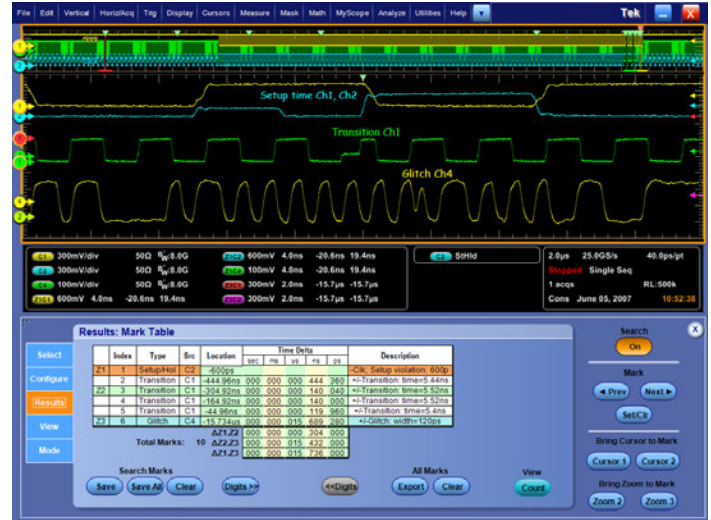 File Edit Vertical Horiz/Acq Trig Display Cursors Measure Mask Math MyScope Analyze Utilities Help Tek X
Setup time Ch1, Ch2
Transition Ch1
Glitch Ch4
C1 300mV/div 50Ω BW:8.0G Z1C2 600mV 4.0ns -20.6ns 19.4ns C2 StHld 2.0µs 25.0GS/s 40.0ps/pt
C2 300mV/div 50Ω BW:8.0G 100mV 4.0ns -20.6ns 19.4ns Stopped Single Seq
C4 100mV/div 50Ω BW:8.0G 300mV 2.0ns -15.7µs -15.7µs 1 acqs RL:500k
Z1C1 600mV 4.0ns -20.6ns 19.4ns 300mV 2.0ns -15.7µs -15.7µs Cons June 05, 2007 10:52:38
Results: Mark Table
Select
Configure
Results
View
Mode
Time Delta
Index Type Src Location sec ms us ns ps Description
Z1 1 Setup/Hol C2 -600ps -Clk; Setup violation: 600p
2 Transition C1 -444.96ns 000 000 000 444 360 +/-Transition: time=5.44ns
Z2 3 Transition C1 -304.92ns 000 000 000 140 040 +/-Transition: time=5.52ns
4 Transition C1 -164.92ns 000 000 000 140 000 +/-Transition: time=5.52ns
5 Transition C1 -44.96ns 000 000 000 119 960 +/-Transition: time=5.4ns
Z3 6 Glitch C4 -15.734us 000 000 015 689 280 +/-Glitch: width=120ps
ΔZ1,Z2 000 000 000 304 000
Total Marks: 10 ΔZ2,Z3 000 000 015 432 000
ΔZ1,Z3 000 000 015 736 000
Search Marks
Save Save All Clear Digits >> <<Digits
All Marks
Export Clear
View
Count
Search
On
X
Mark
Prev Next
Set/Clr
Bring Cursor to Mark
Cursor 1 Cursor 2
Bring Zoom to Mark
Zoom 2 Zoom 3